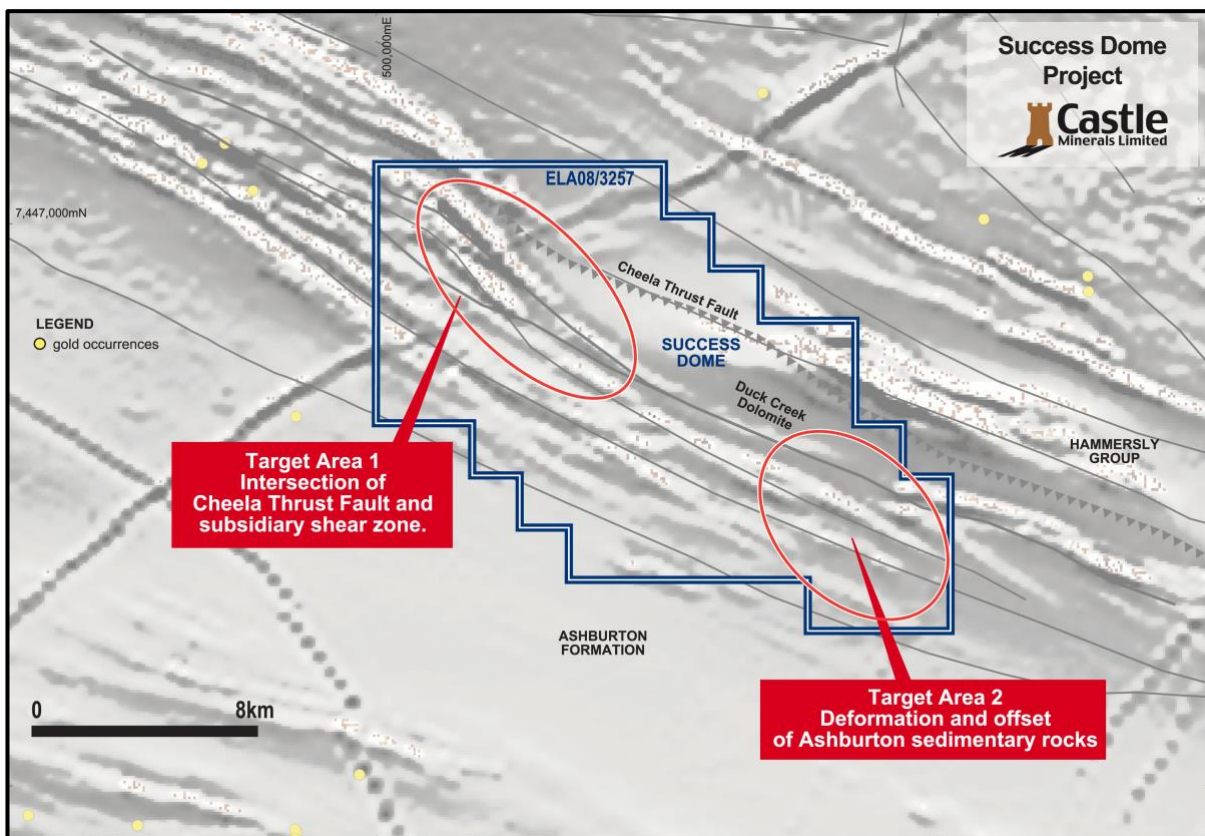 Success Dome
Project
Castle
Minerals Limited
500,000mE
ELA08/3257
7,447,000mN
Cheela Thrust Fault
LEGEND
gold occurrences
SUCCESS
DOME
Duck Creek
Dolomite
HAMMERSLY
GROUP
Target Area 1
Intersection of
Cheela Thrust Fault and
subsidiary shear zone.
ASHBURTON
FORMATION
0 8km
Target Area 2
Deformation and offset
of Ashburton sedimentary rocks